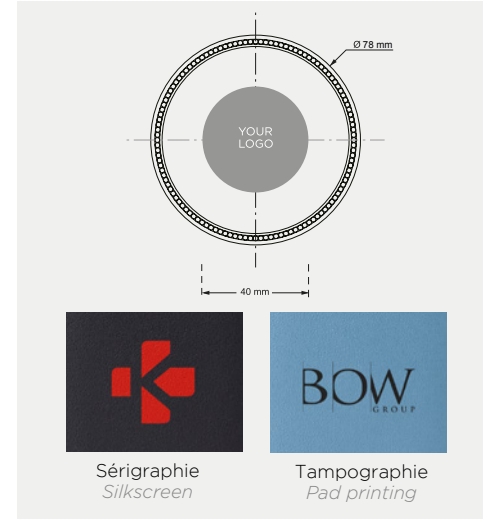 Ø 78 mm
YOUR
LOGO
40 mm
K
BOW
GROUP
Sérigraphie
Silkscreen
Tampographie
Pad printing